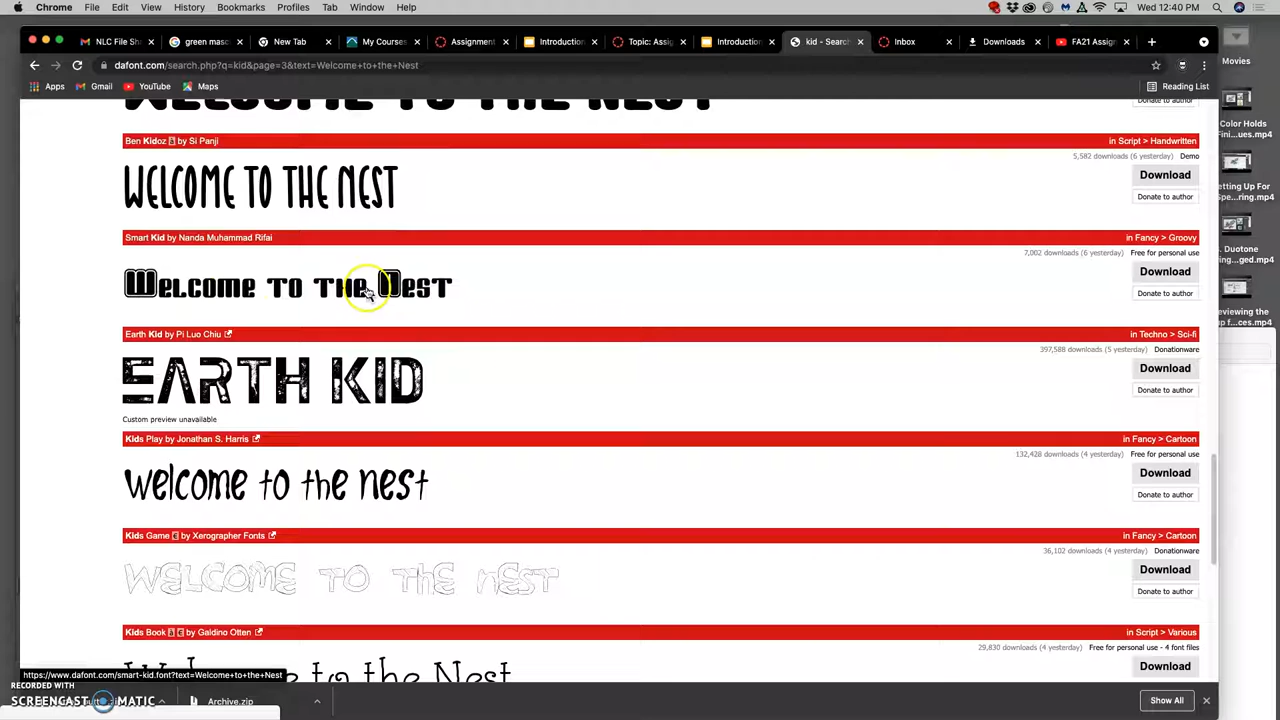 Chrome File Edit View History Bookmarks Profiles Tab Window Help Wed 12:40 PM
NLC File Sh green masc New Tab My Courses Assignment Introduction Topic: Assig Introduction kid - Search Inbox Downloads FA21 Assign
dafont.com/search.php?q=kid&page=3&text=Welcome+to+the+Nest
Apps Gmail YouTube Maps Reading List
Movies
WELCOME TO THE NEST
Donate to author
Color Holds
Ben Kidoz by Si Panji in Script > Handwritten
5,582 downloads (6 yesterday) Demo
WELCOME TO THE NEST
Download
Donate to author
Smart Kid by Nanda Muhammad Rifai in Fancy > Groovy
7,002 downloads (6 yesterday) Free for personal use
Welcome to the Nest
Download
Donate to author
Earth Kid by Pi Luo Chiu in Techno > Sci-fi
397,588 downloads (5 yesterday) Donationware
EARTH KID
Download
Donate to author
Custom preview unavailable
Kids Play by Jonathan S. Harris in Fancy > Cartoon
132,428 downloads (4 yesterday) Free for personal use
welcome to the nest
Download
Donate to author
Kids Game by Xerographer Fonts in Fancy > Cartoon
36,102 downloads (4 yesterday) Donationware
WELCOME TO the nEST
Download
Donate to author
Kids Book by Galdino Otten in Script > Various
29,830 downloads (4 yesterday) Free for personal use - 4 font files
Welcome to the Nest
Download
https://www.dafont.com/smart-kid.font?text=Welcome+to+the+Nest
RECORDED WITH
SCREENCAST MATIC
Archive.zip
Show All